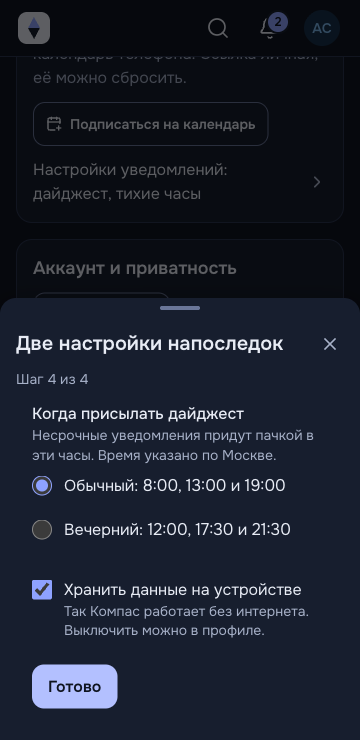 2
AC
календарь телефона. Ссылка личная,
её можно сбросить.
Подписаться на календарь
Настройки уведомлений:
дайджест, тихие часы
Аккаунт и приватность
Две настройки напоследок
Шаг 4 из 4
Когда присылать дайджест
Несрочные уведомления придут пачкой в
эти часы. Время указано по Москве.
Обычный: 8:00, 13:00 и 19:00
Вечерний: 12:00, 17:30 и 21:30
Хранить данные на устройстве
Так Компас работает без интернета.
Выключить можно в профиле.
Готово